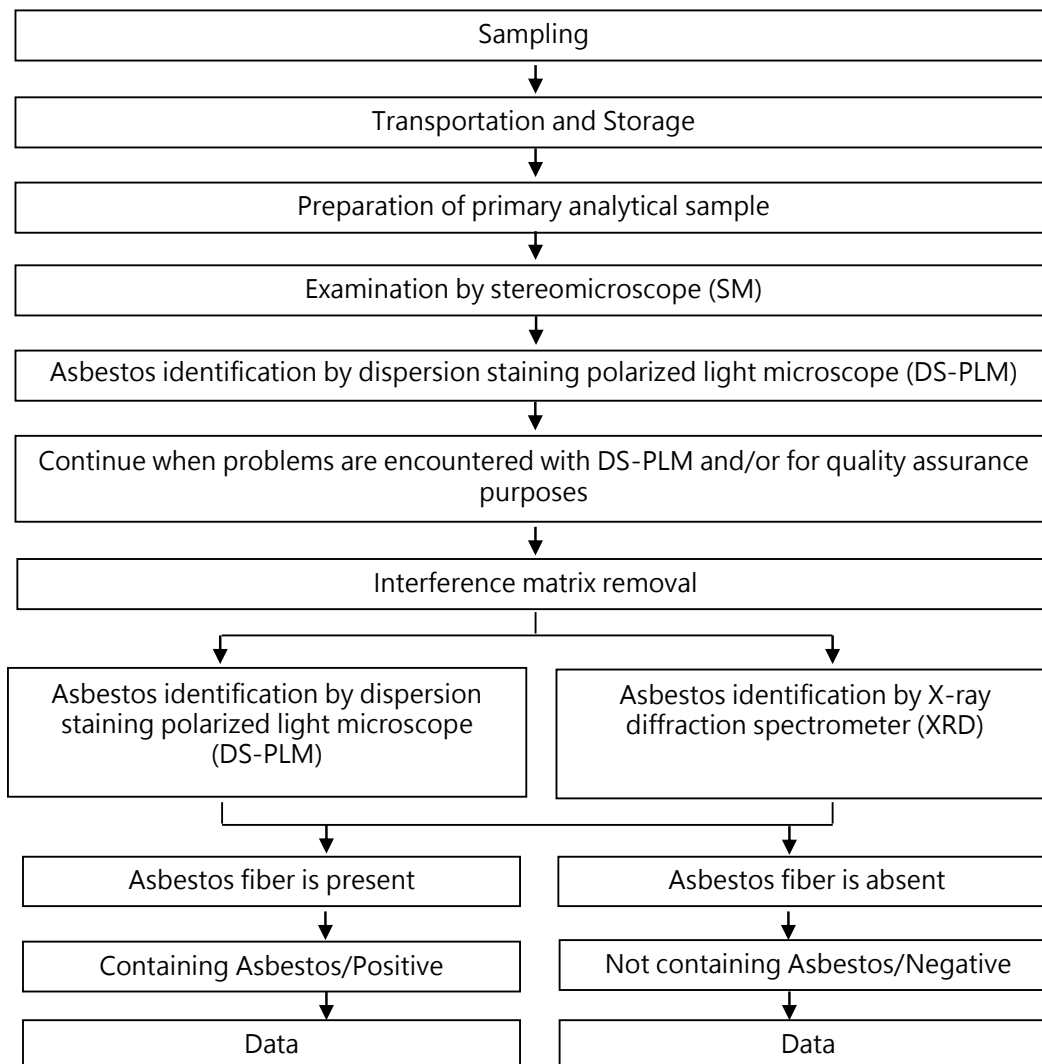 Sampling
Transportation and Storage
Preparation of primary analytical sample
Examination by stereomicroscope (SM)
Asbestos identification by dispersion staining polarized light microscope (DS-PLM)
Continue when problems are encountered with DS-PLM and/or for quality assurance
purposes
Interference matrix removal
Asbestos identification by dispersion
staining polarized light microscope
(DS-PLM)
Asbestos identification by X-ray
diffraction spectrometer (XRD)
Asbestos fiber is present
Asbestos fiber is absent
Containing Asbestos/Positive
Not containing Asbestos/Negative
Data
Data